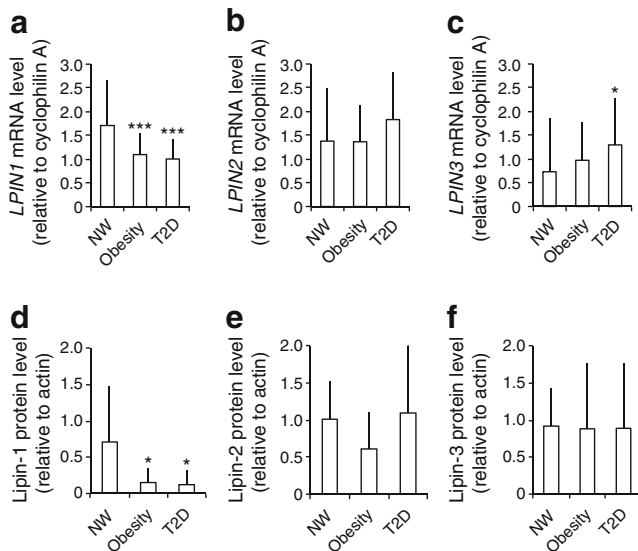 a
LPIN1 mRNA level
(relative to cyclophilin A)
3.0
2.5
2.0
1.5
1.0
0.5
0
***
***
NW
Obesity
T2D
b
LPIN2 mRNA level
(relative to cyclophilin A)
3.0
2.5
2.0
1.5
1.0
0.5
0
NW
Obesity
T2D
c
LPIN3 mRNA level
(relative to cyclophilin A)
3.0
2.5
2.0
1.5
1.0
0.5
0
*
NW
Obesity
T2D
d
Lipin-1 protein level
(relative to actin)
2.0
1.5
1.0
0.5
0
*
*
NW
Obesity
T2D
e
Lipin-2 protein level
(relative to actin)
2.0
1.5
1.0
0.5
0
NW
Obesity
T2D
f
Lipin-3 protein level
(relative to actin)
2.0
1.5
1.0
0.5
0
NW
Obesity
T2D